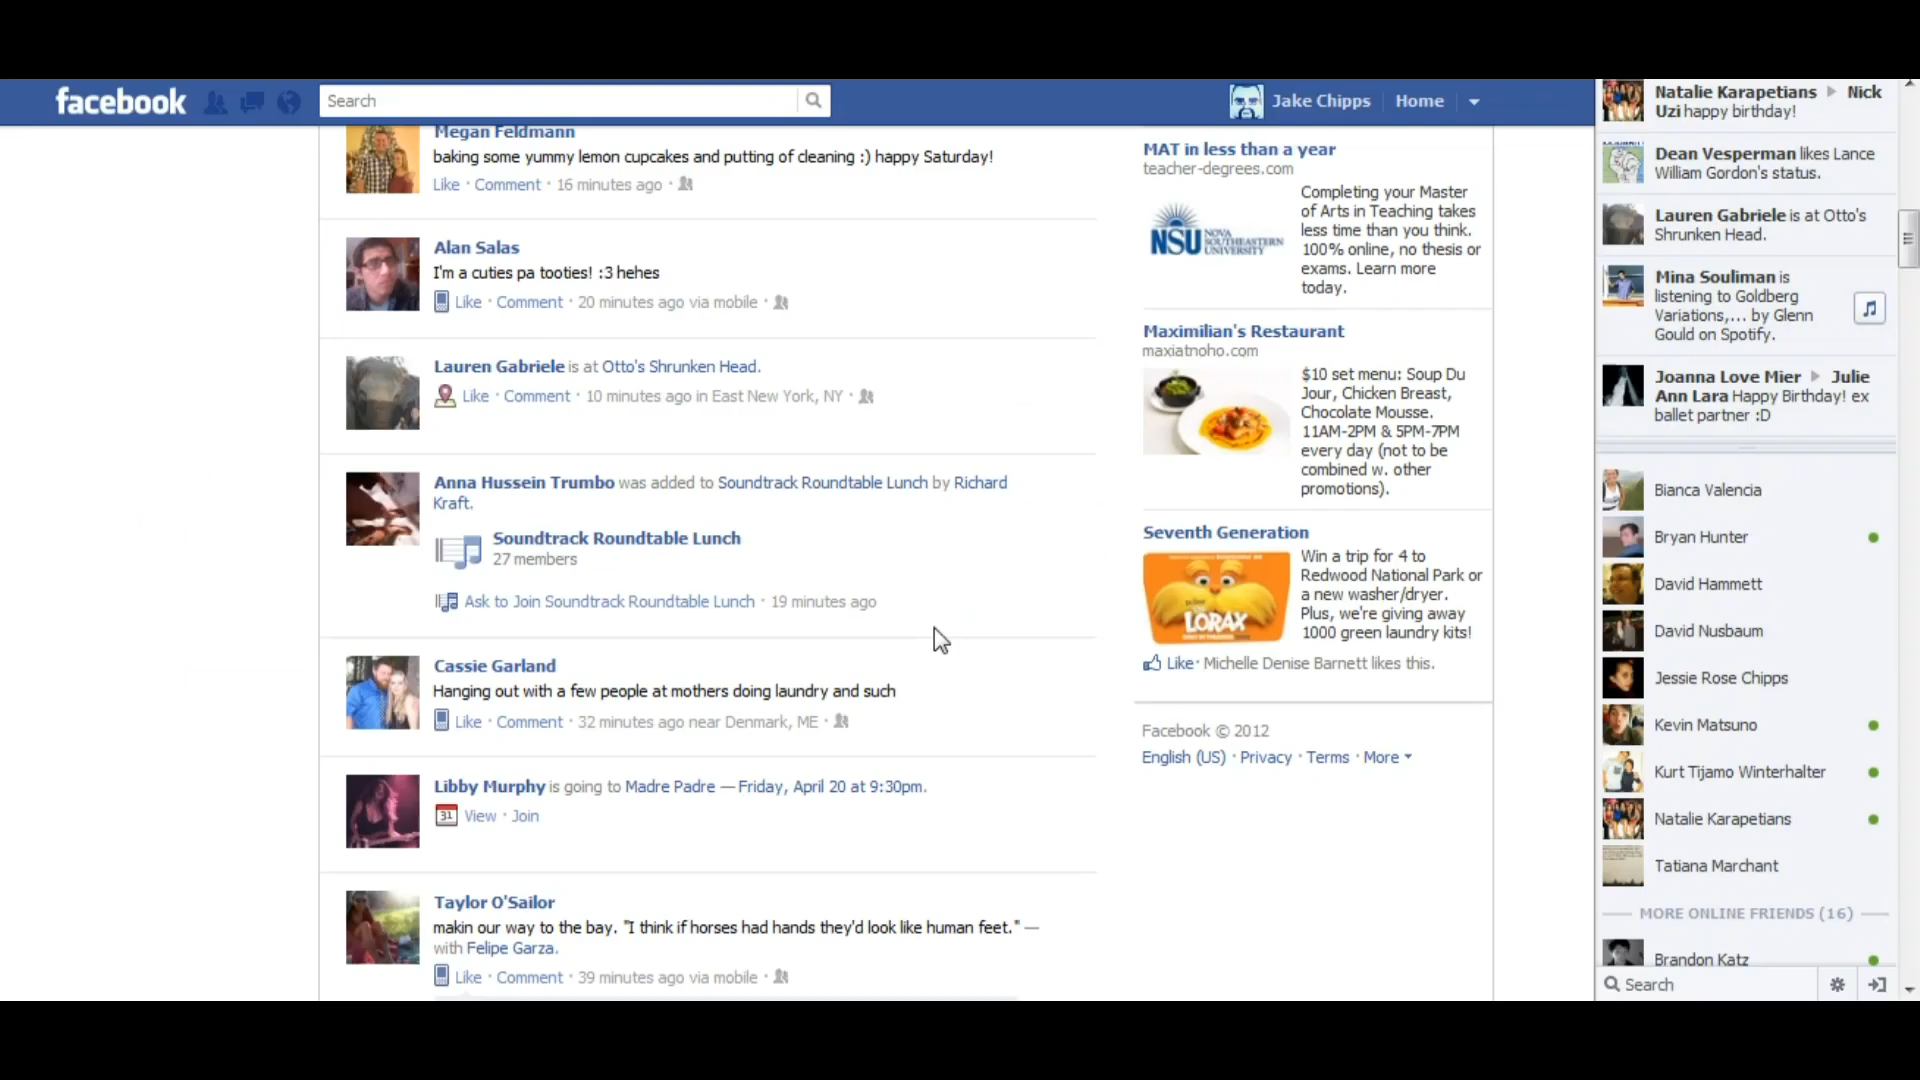 facebook
Search
Jake Chipps
Home
Megan Feldmann
baking some yummy lemon cupcakes and putting of cleaning :) happy Saturday!
Like · Comment · 16 minutes ago ·
Alan Salas
I'm a cuties pa tooties! :3 hehes
Like · Comment · 20 minutes ago via mobile ·
Lauren Gabriele is at Otto's Shrunken Head.
Like · Comment · 10 minutes ago in East New York, NY ·
Anna Hussein Trumbo was added to Soundtrack Roundtable Lunch by Richard
Kraft.
Soundtrack Roundtable Lunch
27 members
Ask to Join Soundtrack Roundtable Lunch · 19 minutes ago
Cassie Garland
Hanging out with a few people at mothers doing laundry and such
Like · Comment · 32 minutes ago near Denmark, ME ·
Libby Murphy is going to Madre Padre — Friday, April 20 at 9:30pm.
31 View · Join
Taylor O'Sailor
makin our way to the bay. "I think if horses had hands they'd look like human feet." —
with Felipe Garza.
Like · Comment · 39 minutes ago via mobile ·
MAT in less than a year
teacher-degrees.com
NSU NOVA SOUTHEASTERN UNIVERSITY
Completing your Master
of Arts in Teaching takes
less time than you think.
100% online, no thesis or
exams. Learn more
today.
Maximilian's Restaurant
maxiatnoho.com
$10 set menu: Soup Du
Jour, Chicken Breast,
Chocolate Mousse.
11AM-2PM & 5PM-7PM
every day (not to be
combined w. other
promotions).
Seventh Generation
LORAX
Win a trip for 4 to
Redwood National Park or
a new washer/dryer.
Plus, we're giving away
1000 green laundry kits!
Like · Michelle Denise Barnett likes this.
Facebook © 2012
English (US) · Privacy · Terms · More
Natalie Karapetians ▶ Nick
Uzi happy birthday!
Dean Vesperman likes Lance
William Gordon's status.
Lauren Gabriele is at Otto's
Shrunken Head.
Mina Souliman is
listening to Goldberg
Variations,... by Glenn
Gould on Spotify.
Joanna Love Mier ▶ Julie
Ann Lara Happy Birthday! ex
ballet partner :D
Bianca Valencia
Bryan Hunter
David Hammett
David Nusbaum
Jessie Rose Chipps
Kevin Matsuno
Kurt Tijamo Winterhalter
Natalie Karapetians
Tatiana Marchant
MORE ONLINE FRIENDS (16)
Brandon Katz
Search